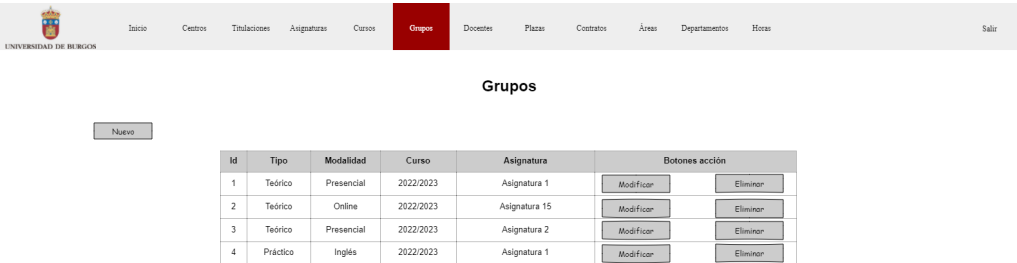 Inicio Centros Titulaciones Asignaturas Cursos Grupos Docentes Plazas Contratos Áreas Departamentos Horas Salir
UNIVERSIDAD DE BURGOS
Grupos
Nuevo
Id Tipo Modalidad Curso Asignatura Botones acción
1 Teórico Presencial 2022/2023 Asignatura 1 Modificar Eliminar
2 Teórico Online 2022/2023 Asignatura 15 Modificar Eliminar
3 Teórico Presencial 2022/2023 Asignatura 2 Modificar Eliminar
4 Práctico Inglés 2022/2023 Asignatura 1 Modificar Eliminar